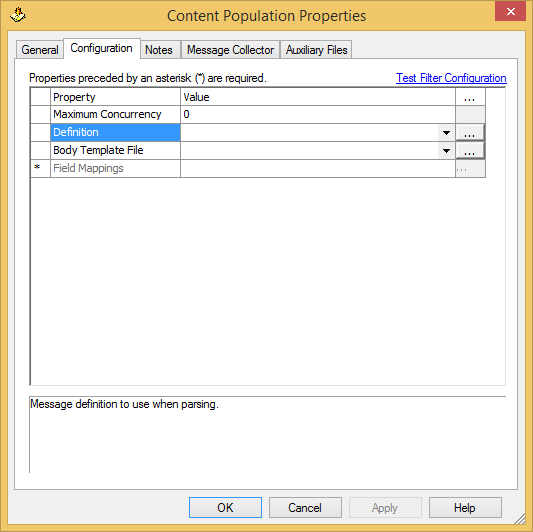 Content Population Properties
General Configuration Notes Message Collector Auxiliary Files
Properties preceded by an asterisk (*) are required. Test Filter Configuration
Property Value ...
Maximum Concurrency 0
Definition ...
Body Template File ...
* Field Mappings ...
Message definition to use when parsing.
OK Cancel Apply Help